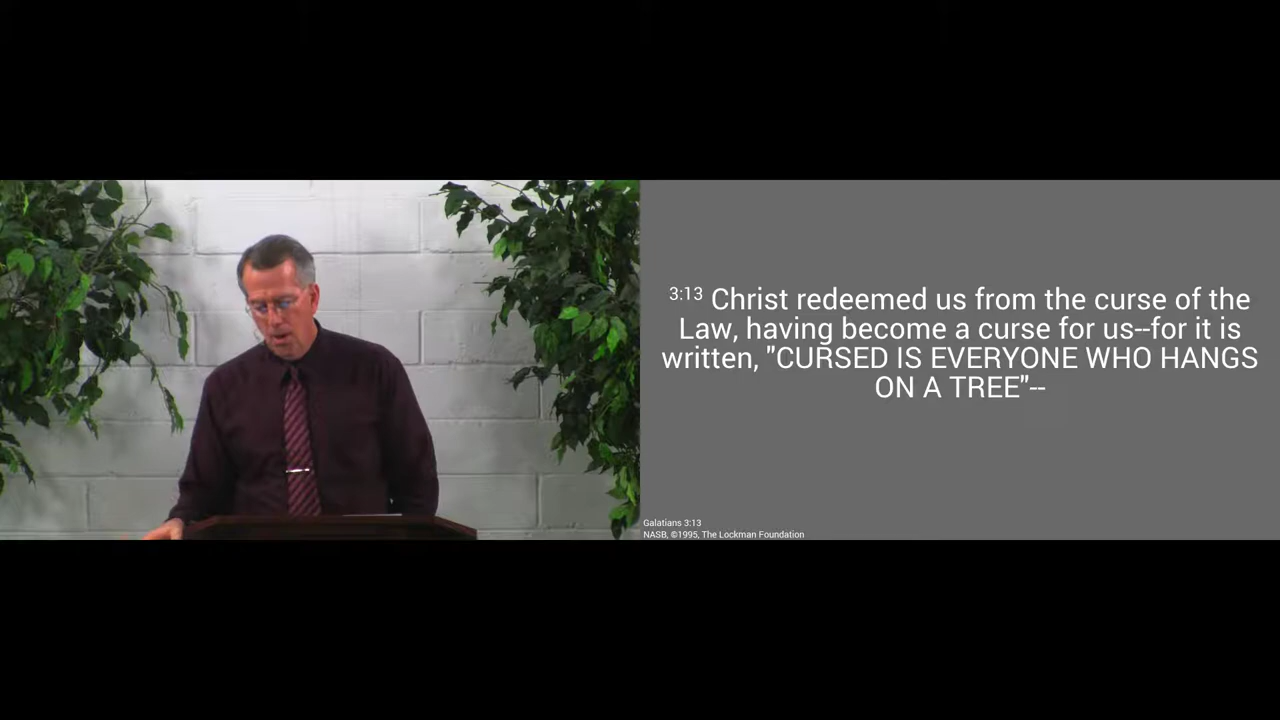 3:13 Christ redeemed us from the curse of the
Law, having become a curse for us--for it is
written, "CURSED IS EVERYONE WHO HANGS
ON A TREE"--
Galatians 3:13
NASB, ©1995, The Lockman Foundation